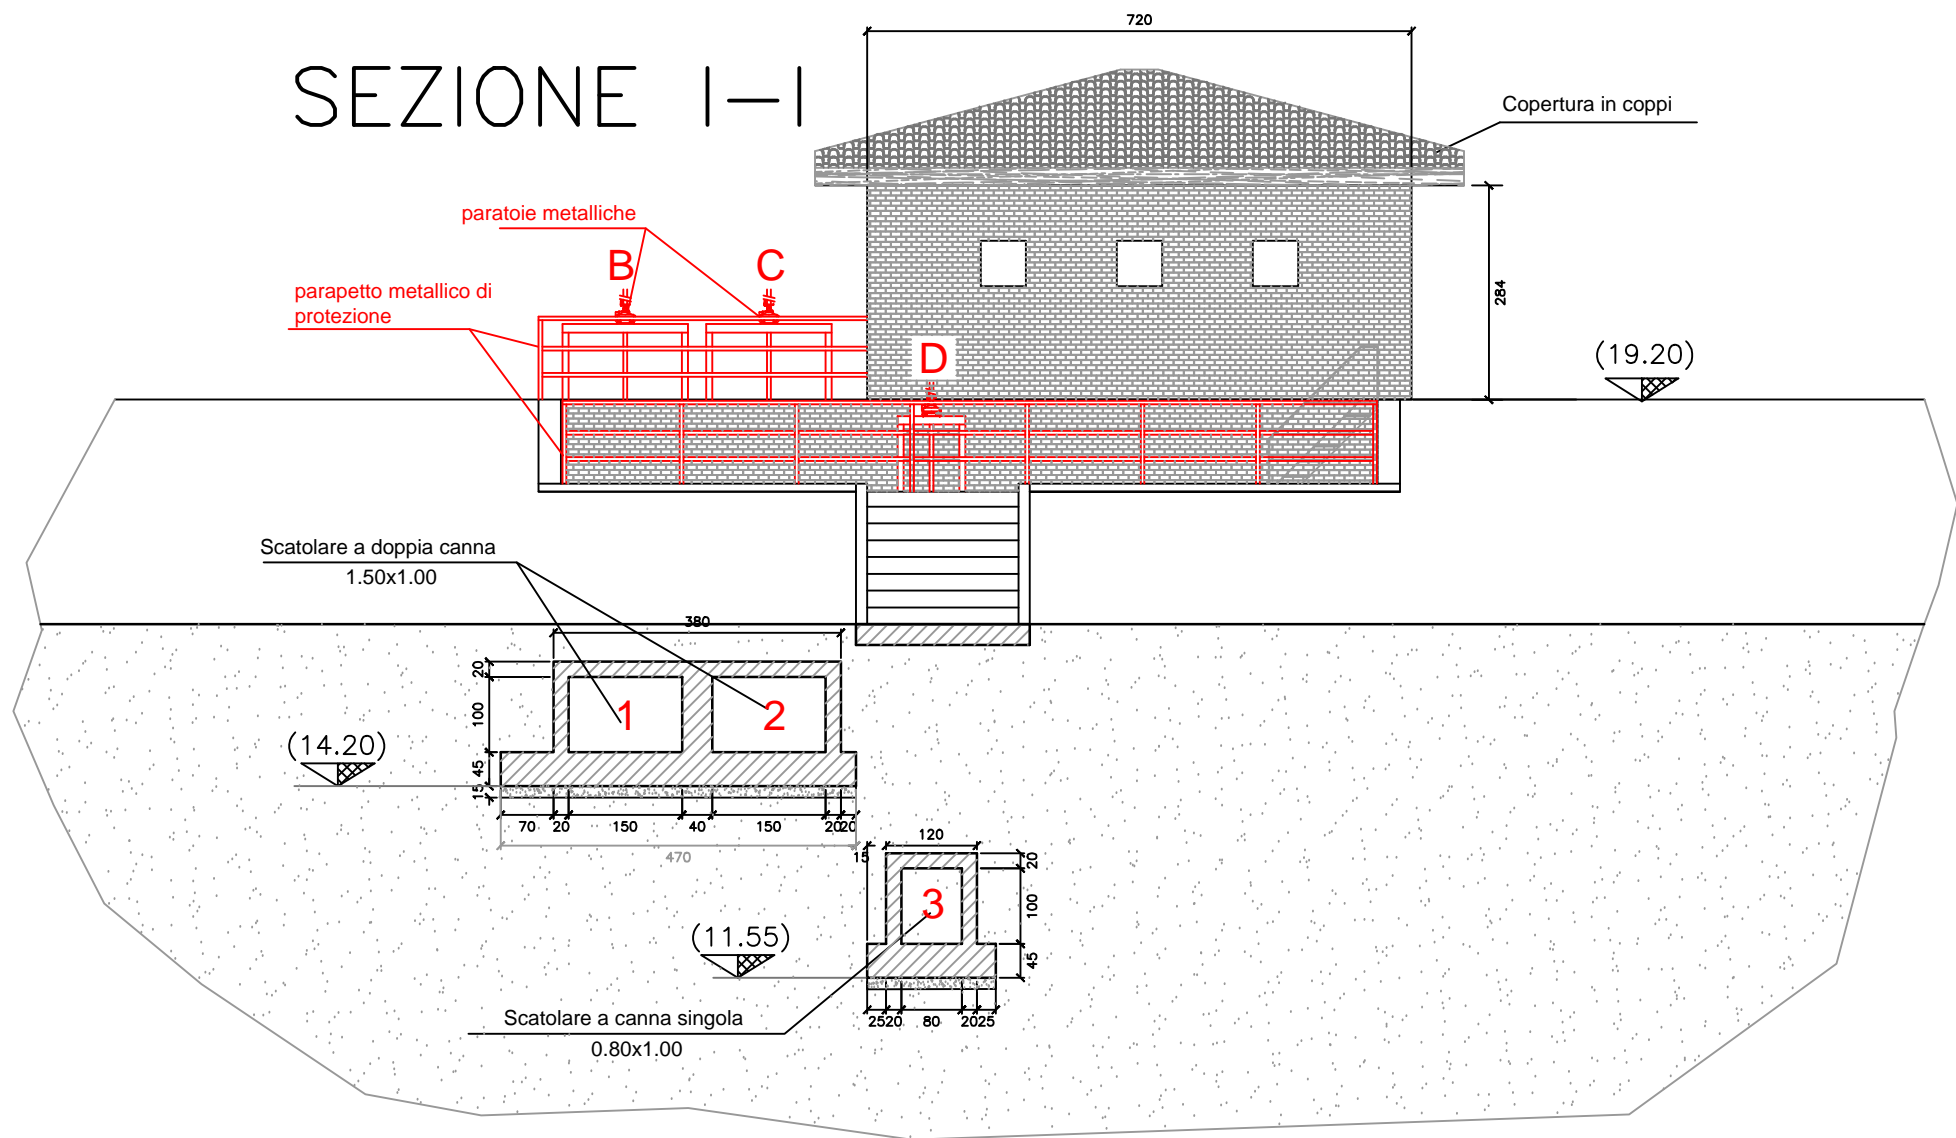 720
SEZIONE I-I
Copertura in coppi
paratoie metalliche
B
C
parapetto metallico di
protezione
284
D
(19.20)
Scatolare a doppia canna
1.50x1.00
380
20
100
45
15
1
2
(14.20)
70 20 150 40 150 20 20
470
15
120
20
100
45
3
(11.55)
25 20 80 20 25
Scatolare a canna singola
0.80x1.00